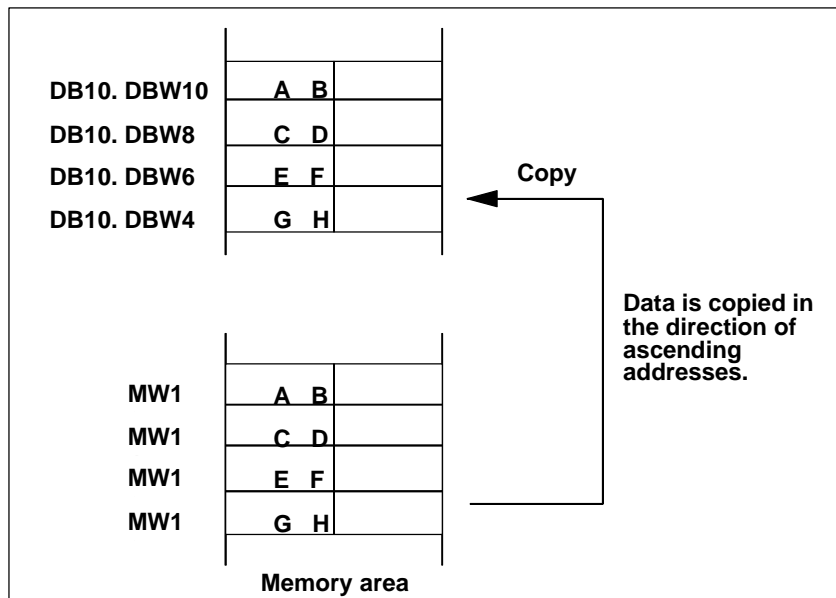 DB10. DBW10 A B
DB10. DBW8 C D
DB10. DBW6 E F
DB10. DBW4 G H
Copy
Data is copied in
the direction of
ascending
addresses.
MW1 A B
MW1 C D
MW1 E F
MW1 G H
Memory area